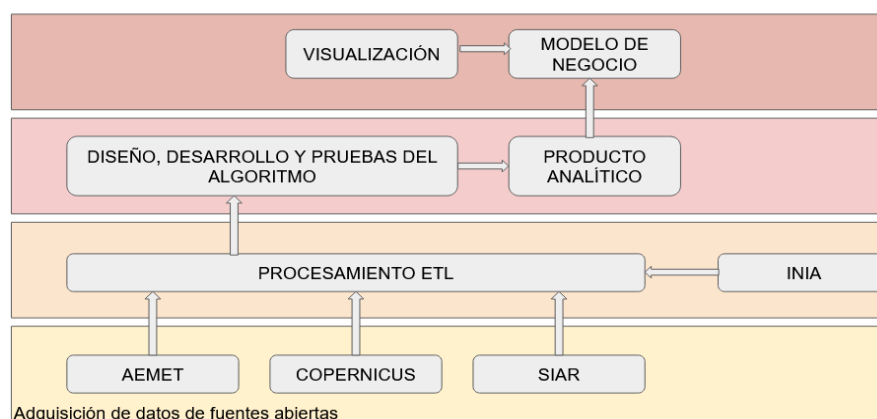 VISUALIZACIÓN
MODELO DE
NEGOCIO
DISEÑO, DESARROLLO Y PRUEBAS DEL
ALGORITMO
PRODUCTO
ANALÍTICO
PROCESAMIENTO ETL
INIA
AEMET
COPERNICUS
SIAR
Adquisición de datos de fuentes abiertas